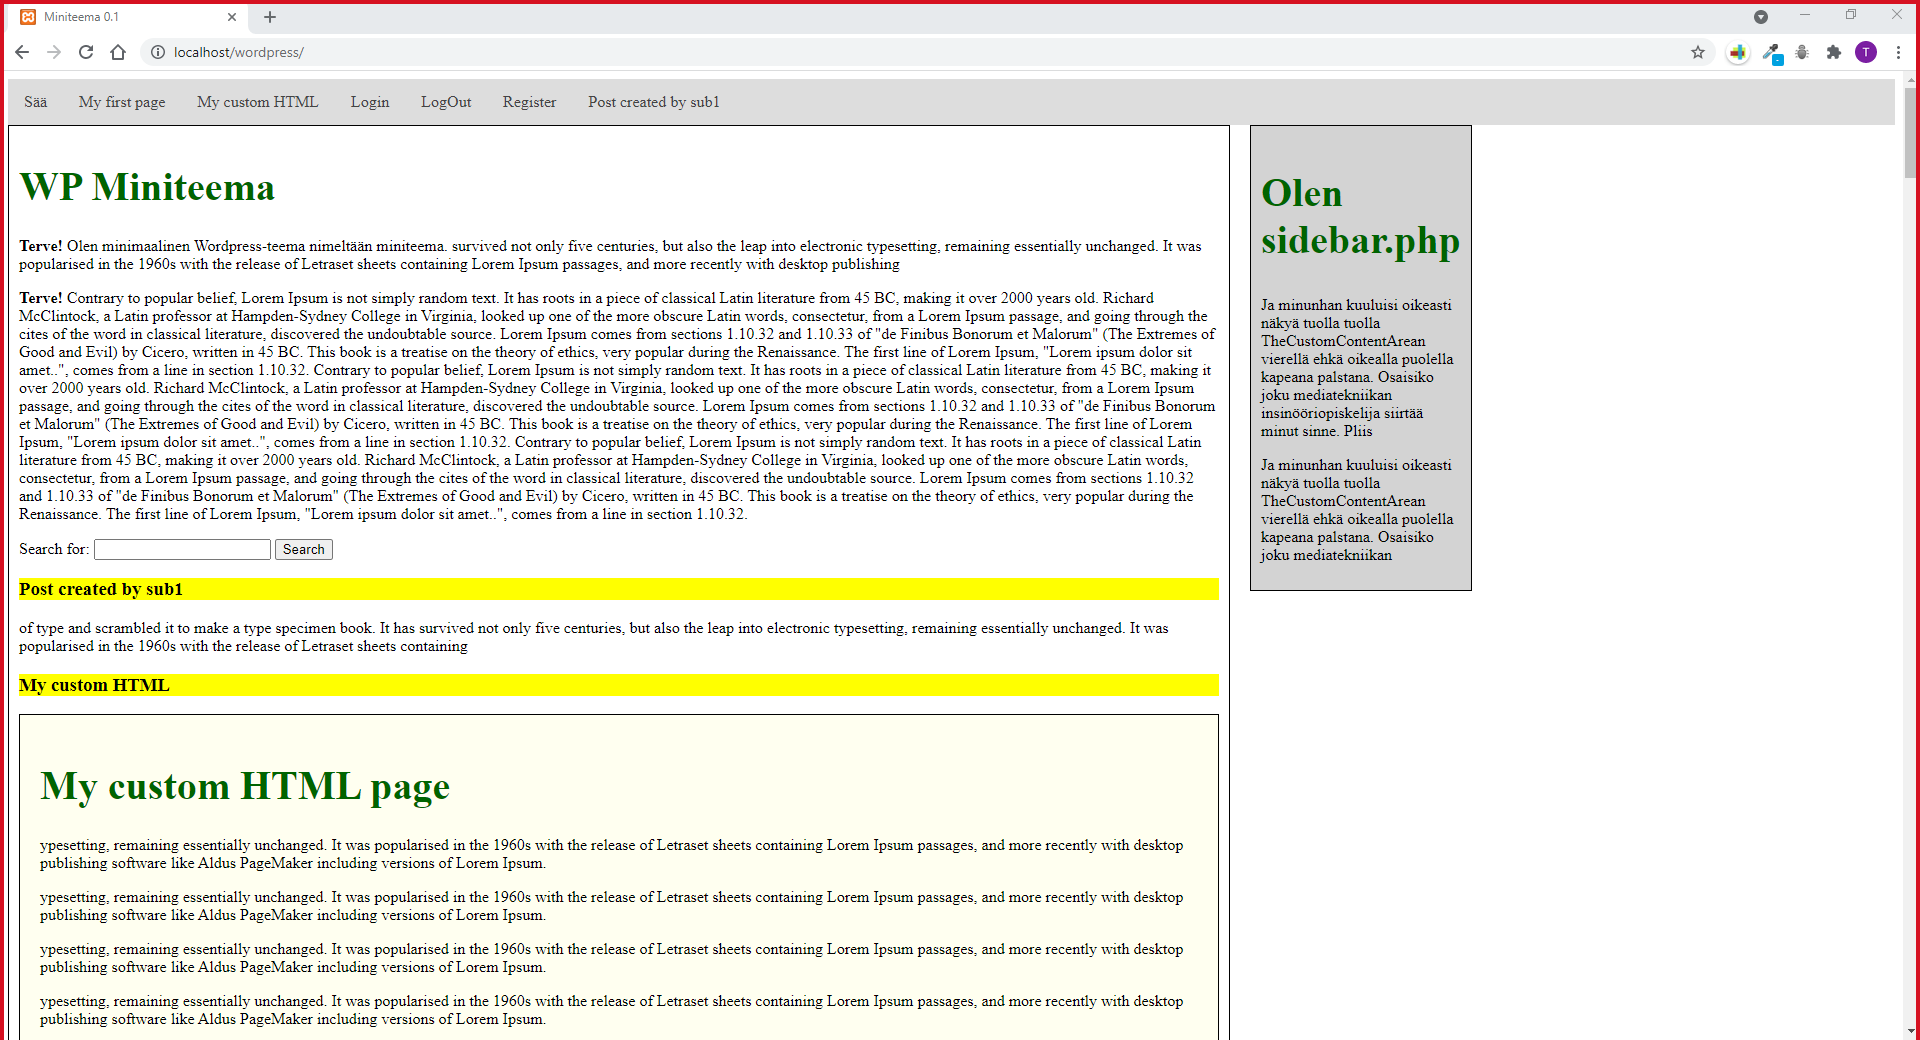 Miniteema 0.1
localhost/wordpress/
T
Sää My first page My custom HTML Login LogOut Register Post created by sub1
WP Miniteema
Terve! Olen minimaalinen Wordpress-teema nimeltään miniteema. survived not only five centuries, but also the leap into electronic typesetting, remaining essentially unchanged. It was
popularised in the 1960s with the release of Letraset sheets containing Lorem Ipsum passages, and more recently with desktop publishing
Terve! Contrary to popular belief, Lorem Ipsum is not simply random text. It has roots in a piece of classical Latin literature from 45 BC, making it over 2000 years old. Richard
McClintock, a Latin professor at Hampden-Sydney College in Virginia, looked up one of the more obscure Latin words, consectetur, from a Lorem Ipsum passage, and going through the
cites of the word in classical literature, discovered the undoubtable source. Lorem Ipsum comes from sections 1.10.32 and 1.10.33 of "de Finibus Bonorum et Malorum" (The Extremes of
Good and Evil) by Cicero, written in 45 BC. This book is a treatise on the theory of ethics, very popular during the Renaissance. The first line of Lorem Ipsum, "Lorem ipsum dolor sit
amet..", comes from a line in section 1.10.32. Contrary to popular belief, Lorem Ipsum is not simply random text. It has roots in a piece of classical Latin literature from 45 BC, making it
over 2000 years old. Richard McClintock, a Latin professor at Hampden-Sydney College in Virginia, looked up one of the more obscure Latin words, consectetur, from a Lorem Ipsum
passage, and going through the cites of the word in classical literature, discovered the undoubtable source. Lorem Ipsum comes from sections 1.10.32 and 1.10.33 of "de Finibus Bonorum
et Malorum" (The Extremes of Good and Evil) by Cicero, written in 45 BC. This book is a treatise on the theory of ethics, very popular during the Renaissance. The first line of Lorem
Ipsum, "Lorem ipsum dolor sit amet..", comes from a line in section 1.10.32. Contrary to popular belief, Lorem Ipsum is not simply random text. It has roots in a piece of classical Latin
literature from 45 BC, making it over 2000 years old. Richard McClintock, a Latin professor at Hampden-Sydney College in Virginia, looked up one of the more obscure Latin words,
consectetur, from a Lorem Ipsum passage, and going through the cites of the word in classical literature, discovered the undoubtable source. Lorem Ipsum comes from sections 1.10.32
and 1.10.33 of "de Finibus Bonorum et Malorum" (The Extremes of Good and Evil) by Cicero, written in 45 BC. This book is a treatise on the theory of ethics, very popular during the
Renaissance. The first line of Lorem Ipsum, "Lorem ipsum dolor sit amet..", comes from a line in section 1.10.32.
Search for: Search
Post created by sub1
of type and scrambled it to make a type specimen book. It has survived not only five centuries, but also the leap into electronic typesetting, remaining essentially unchanged. It was
popularised in the 1960s with the release of Letraset sheets containing
My custom HTML
My custom HTML page
ypesetting, remaining essentially unchanged. It was popularised in the 1960s with the release of Letraset sheets containing Lorem Ipsum passages, and more recently with desktop
publishing software like Aldus PageMaker including versions of Lorem Ipsum.
ypesetting, remaining essentially unchanged. It was popularised in the 1960s with the release of Letraset sheets containing Lorem Ipsum passages, and more recently with desktop
publishing software like Aldus PageMaker including versions of Lorem Ipsum.
ypesetting, remaining essentially unchanged. It was popularised in the 1960s with the release of Letraset sheets containing Lorem Ipsum passages, and more recently with desktop
publishing software like Aldus PageMaker including versions of Lorem Ipsum.
ypesetting, remaining essentially unchanged. It was popularised in the 1960s with the release of Letraset sheets containing Lorem Ipsum passages, and more recently with desktop
publishing software like Aldus PageMaker including versions of Lorem Ipsum.
Olen
sidebar.php
Ja minunhan kuuluisi oikeasti
näkyä tuolla tuolla
TheCustomContentArean
vierellä ehkä oikealla puolella
kapeana palstana. Osaisiko
joku mediatekniikan
insinööriopiskelija siirtää
minut sinne. Pliis
Ja minunhan kuuluisi oikeasti
näkyä tuolla tuolla
TheCustomContentArean
vierellä ehkä oikealla puolella
kapeana palstana. Osaisiko
joku mediatekniikan